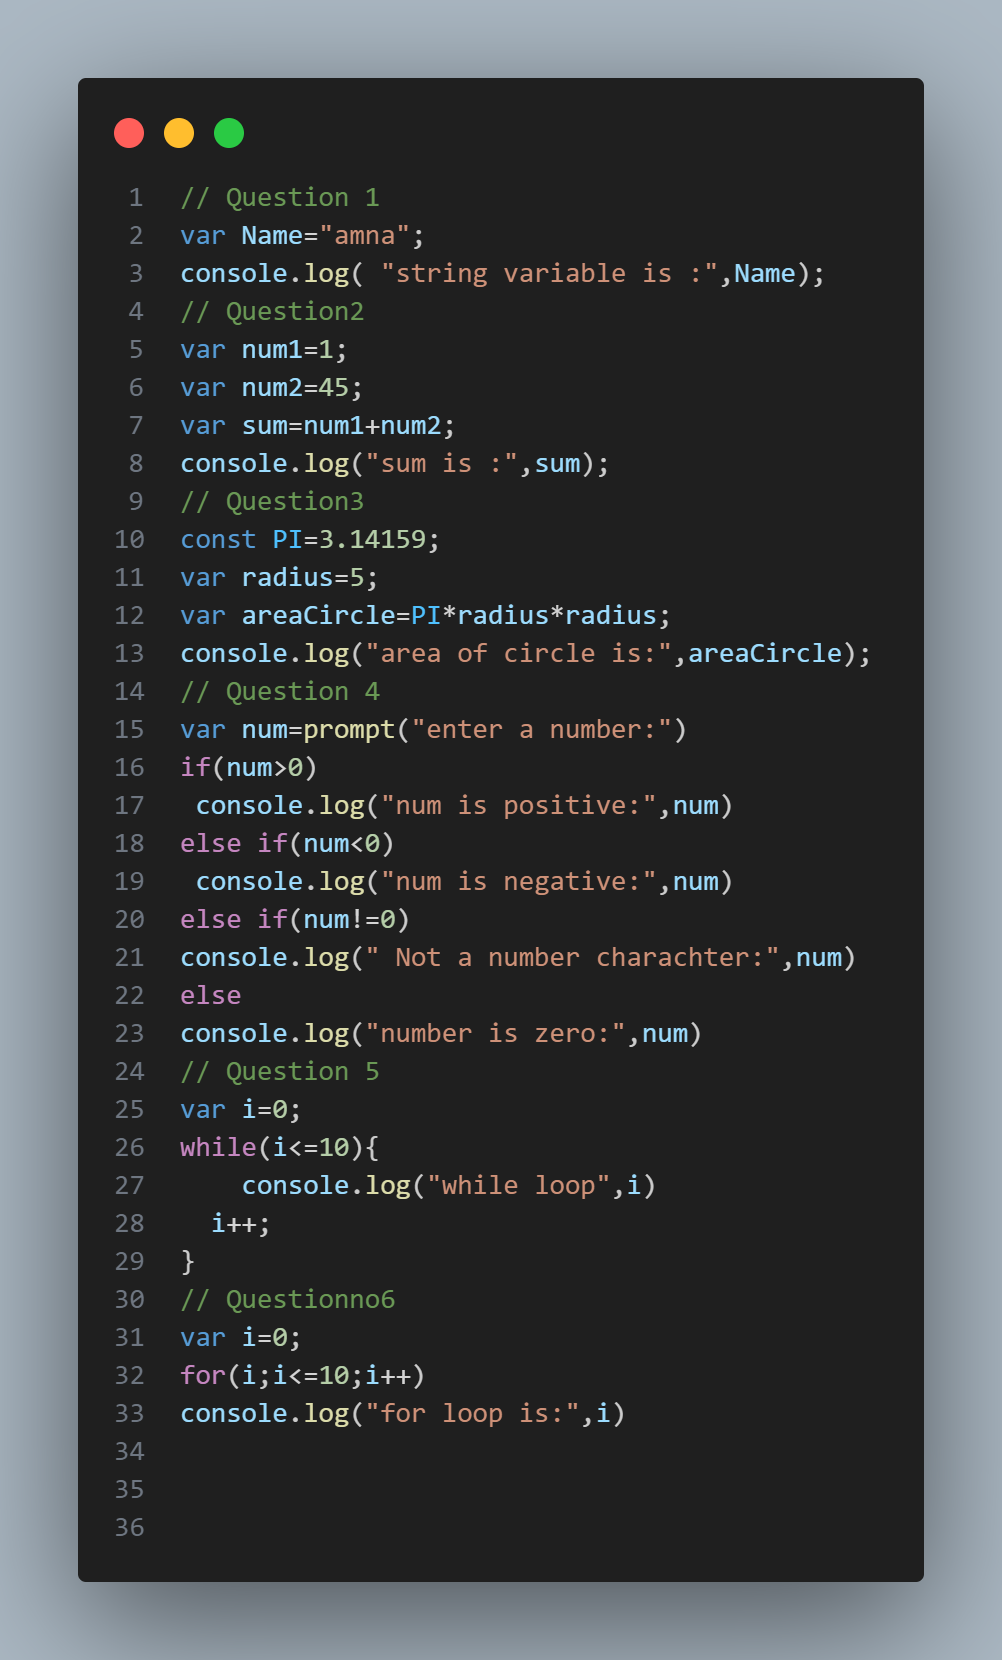 1 // Question 1
2 var Name="amna";
3 console.log( "string variable is :",Name);
4 // Question2
5 var num1=1;
6 var num2=45;
7 var sum=num1+num2;
8 console.log("sum is :",sum);
9 // Question3
10 const PI=3.14159;
11 var radius=5;
12 var areaCircle=PI*radius*radius;
13 console.log("area of circle is:",areaCircle);
14 // Question 4
15 var num=prompt("enter a number:")
16 if(num>0)
17  console.log("num is positive:",num)
18 else if(num<0)
19  console.log("num is negative:",num)
20 else if(num!=0)
21 console.log(" Not a number charachter:",num)
22 else
23 console.log("number is zero:",num)
24 // Question 5
25 var i=0;
26 while(i<=10){
27     console.log("while loop",i)
28   i++;
29 }
30 // Questionno6
31 var i=0;
32 for(i;i<=10;i++)
33 console.log("for loop is:",i)
34
35
36